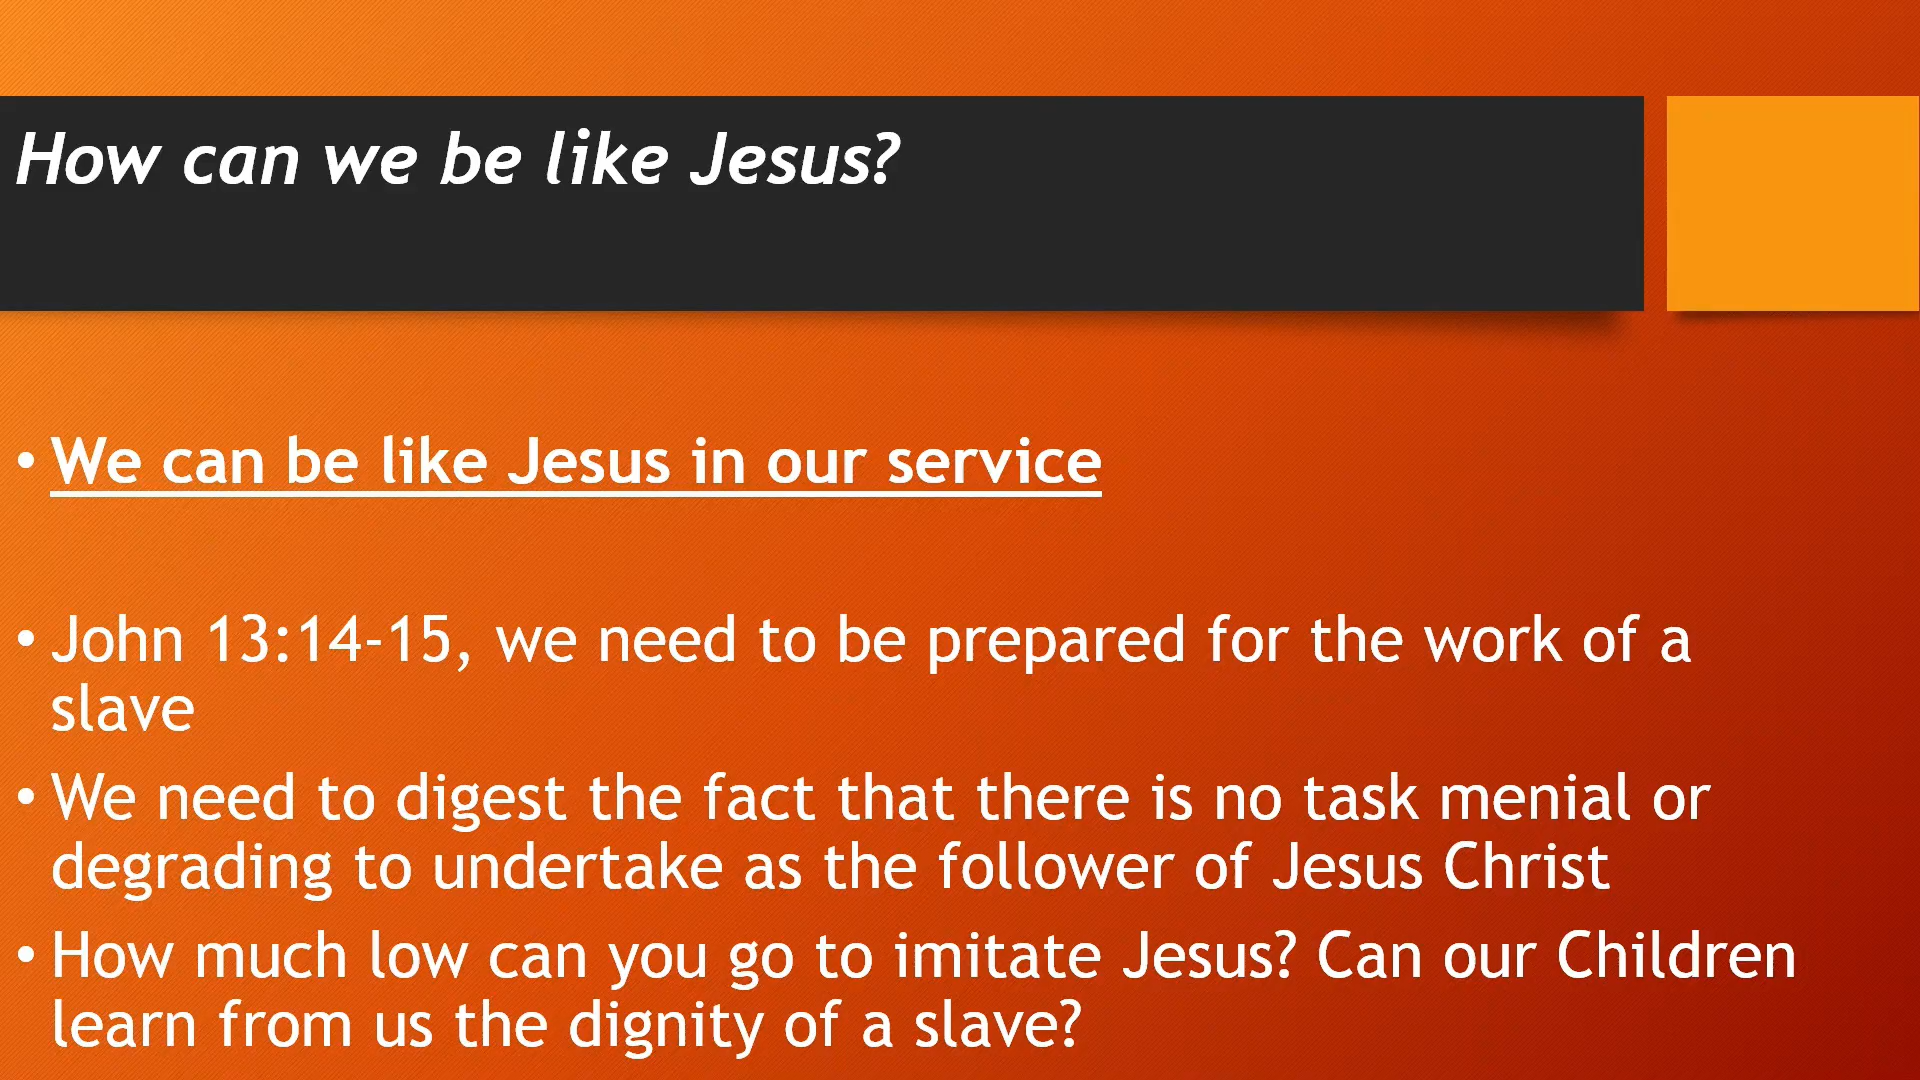 How can we be like Jesus?
• We can be like Jesus in our service
• John 13:14-15, we need to be prepared for the work of a
slave
• We need to digest the fact that there is no task menial or
degrading to undertake as the follower of Jesus Christ
• How much low can you go to imitate Jesus? Can our Children
learn from us the dignity of a slave?